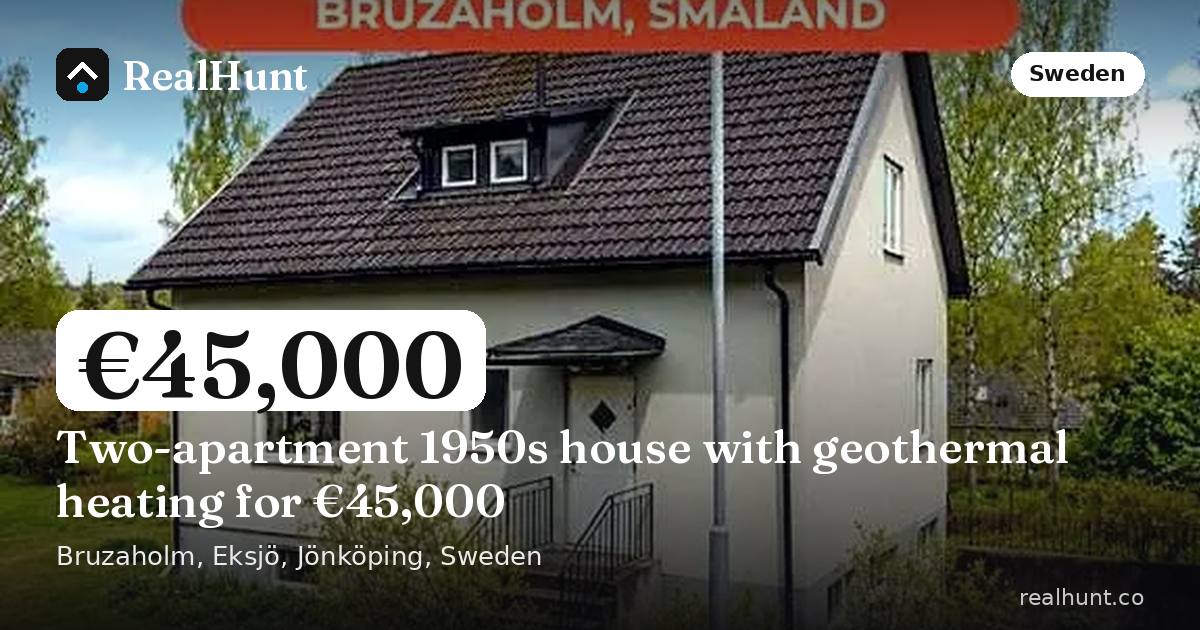 BRUZAHOLM, SMÅLAND
RealHunt
Sweden
€45,000
Two-apartment 1950s house with geothermal
heating for €45,000
Bruzaholm, Eksjö, Jönköping, Sweden
realhunt.co